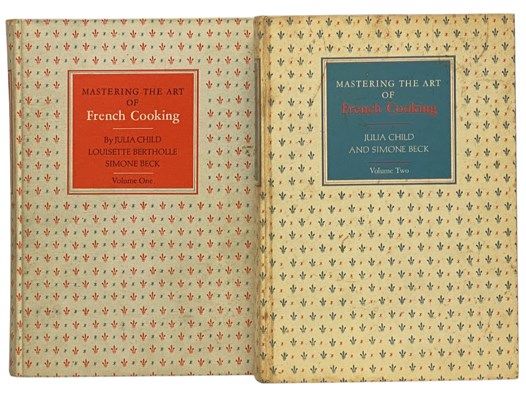 MASTERING THE ART
OF
French Cooking
By JULIA CHILD
LOUISETTE BERTHOLLE
SIMONE BECK
Volume One
MASTERING THE ART
OF
French Cooking
JULIA CHILD
AND SIMONE BECK
Volume Two